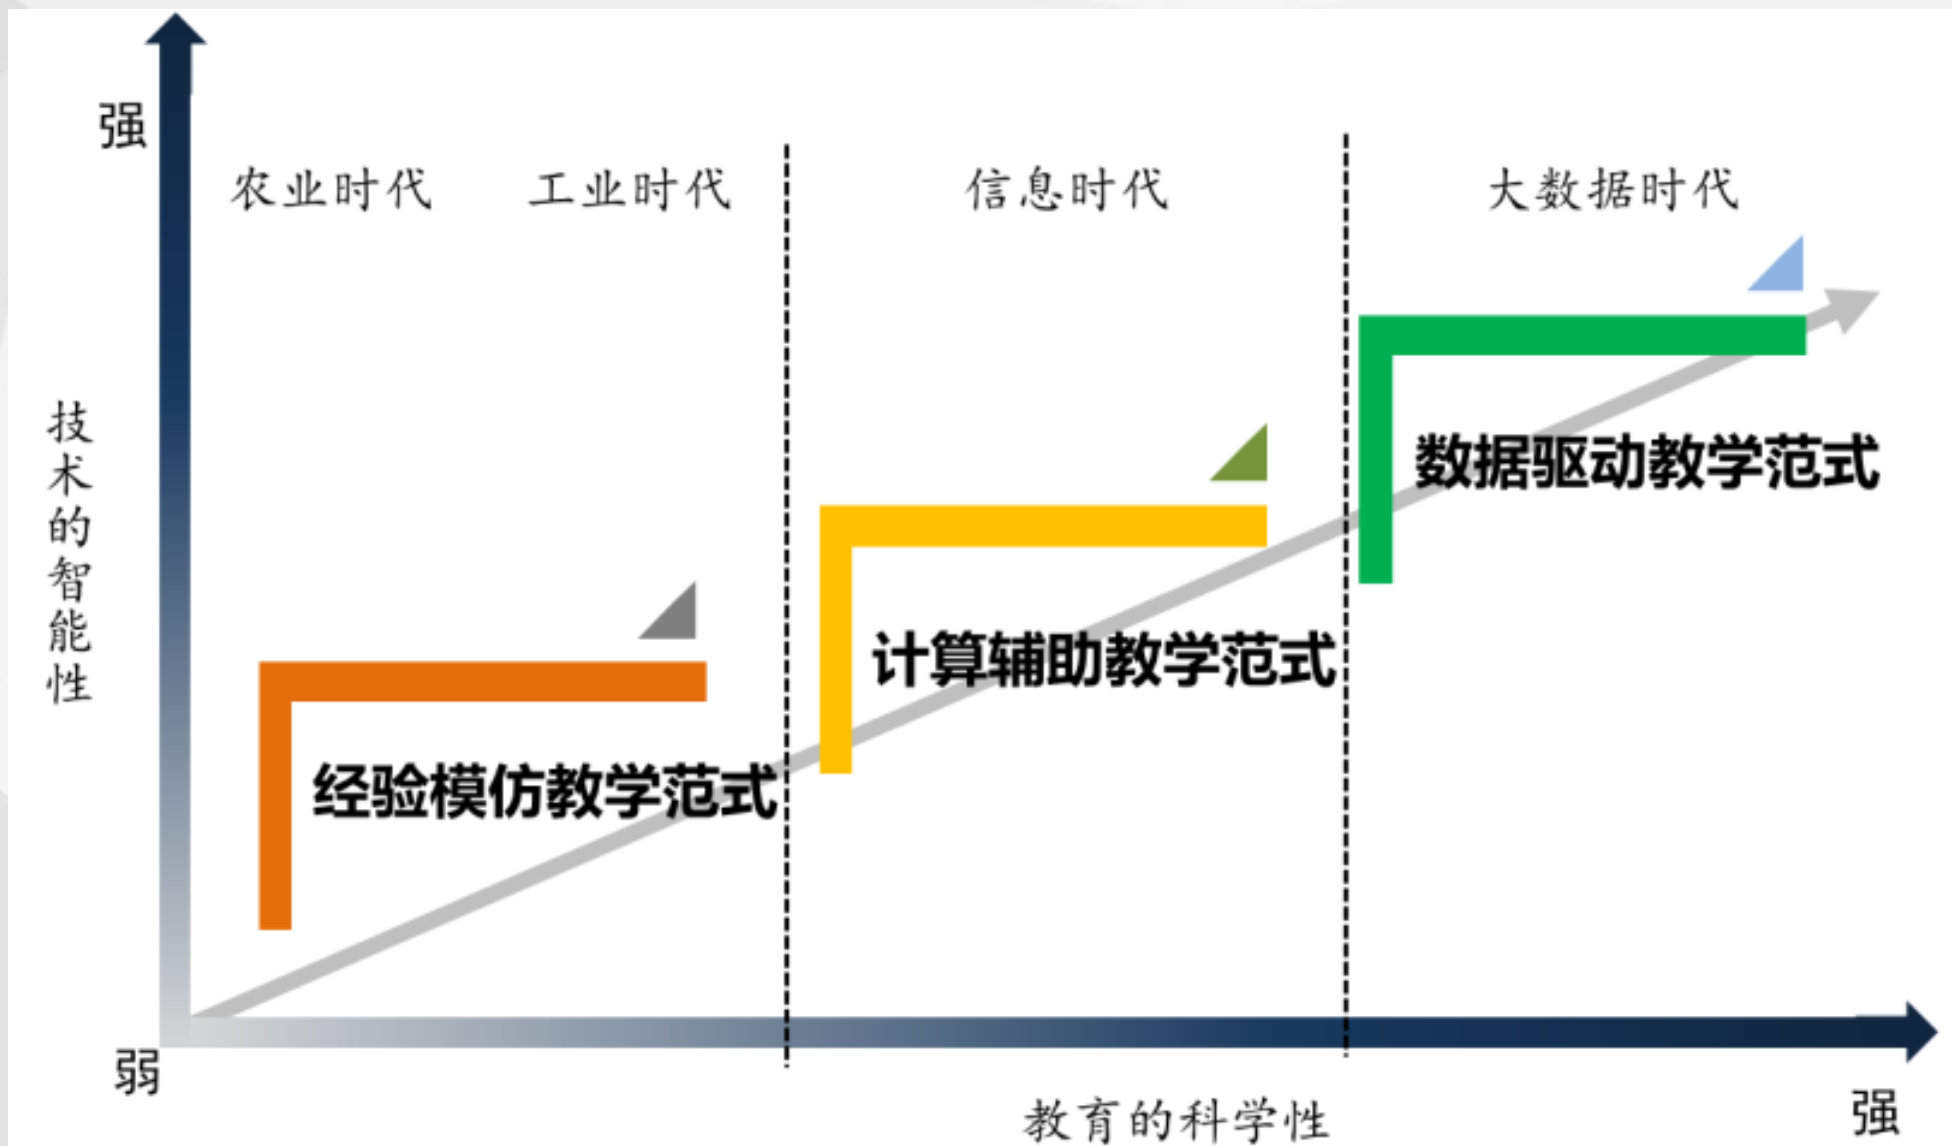 强
农业时代
工业时代
信息时代
大数据时代
技术的智能性
数据驱动教学范式
计算辅助教学范式
经验模仿教学范式
弱
教育的科学性
强